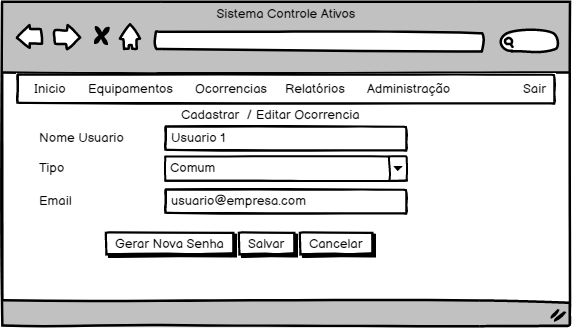 Sistema Controle Ativos
Inicio Equipamentos Ocorrencias Relatórios Administração Sair
Cadastrar / Editar Ocorrencia
Nome Usuario Usuario 1
Tipo Comum
Email usuario@empresa.com
Gerar Nova Senha Salvar Cancelar